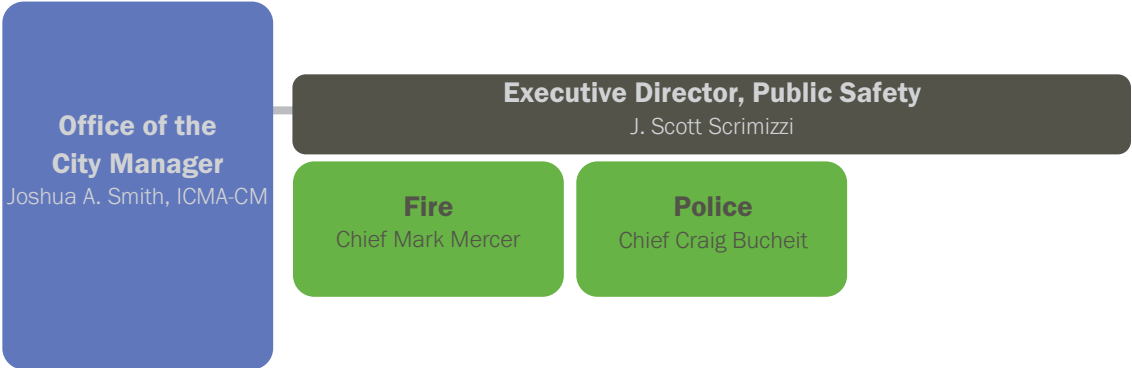 Office of the
City Manager
Joshua A. Smith, ICMA-CM
Executive Director, Public Safety
J. Scott Scrimizzi
Fire
Chief Mark Mercer
Police
Chief Craig Bucheit